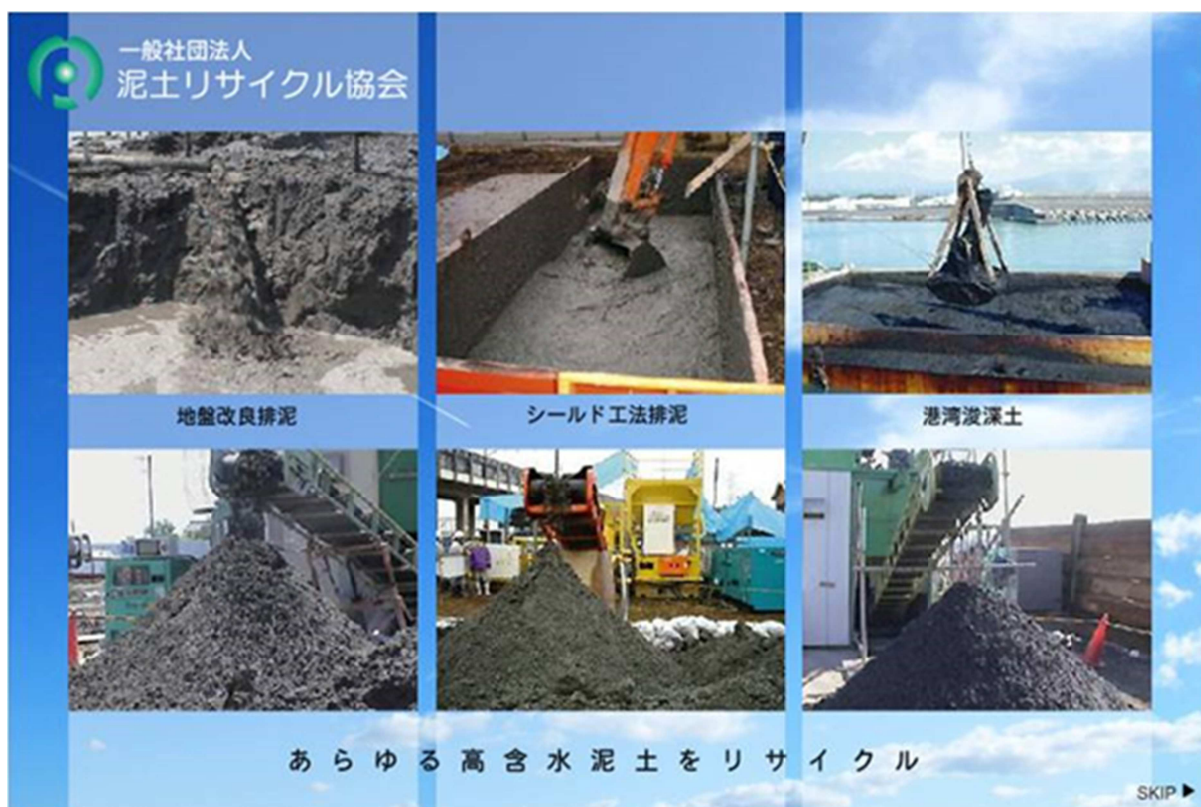 一般社団法人
泥土リサイクル協会
地盤改良排泥
シールド工法排泥
港湾浚渫土
あらゆる高含水泥土をリサイクル
SKIP ▶